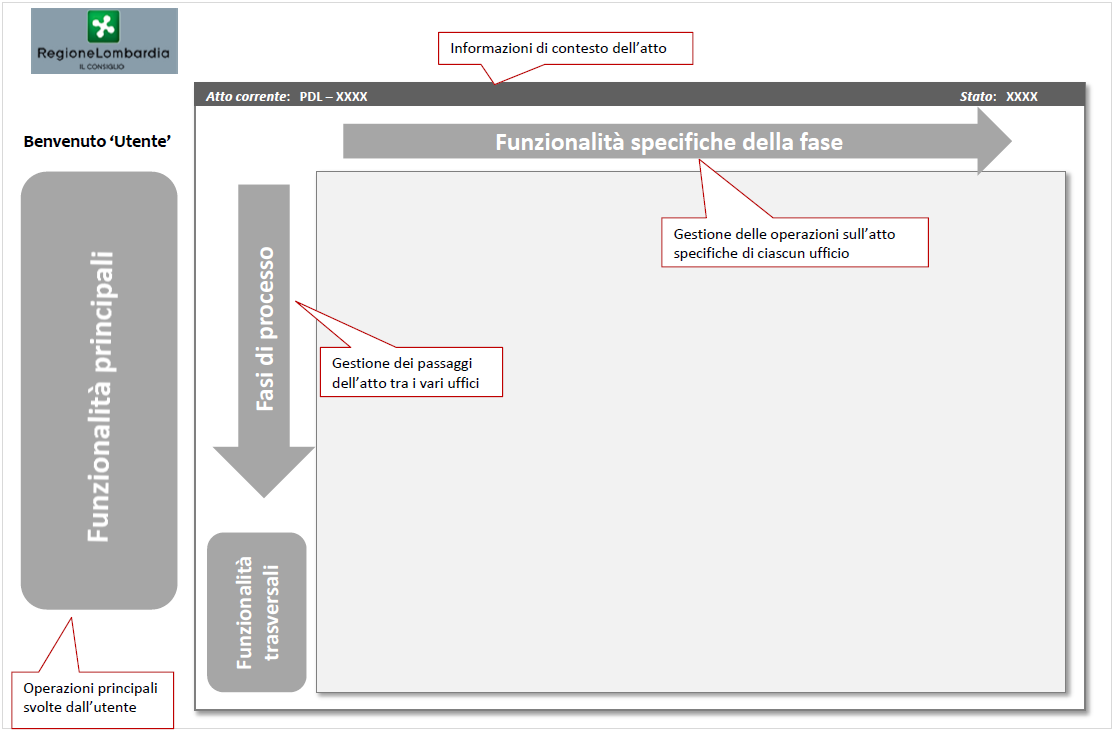 RegioneLombardia
IL CONSIGLIO
Informazioni di contesto dell'atto
Atto corrente: PDL – XXXX
Stato: XXXX
Benvenuto ‘Utente’
Funzionalità specifiche della fase
Gestione delle operazioni sull'atto
specifiche di ciascun ufficio
Funzionalità principali
Fasi di processo
Gestione dei passaggi
dell'atto tra i vari uffici
Funzionalità
trasversali
Operazioni principali
svolte dall'utente